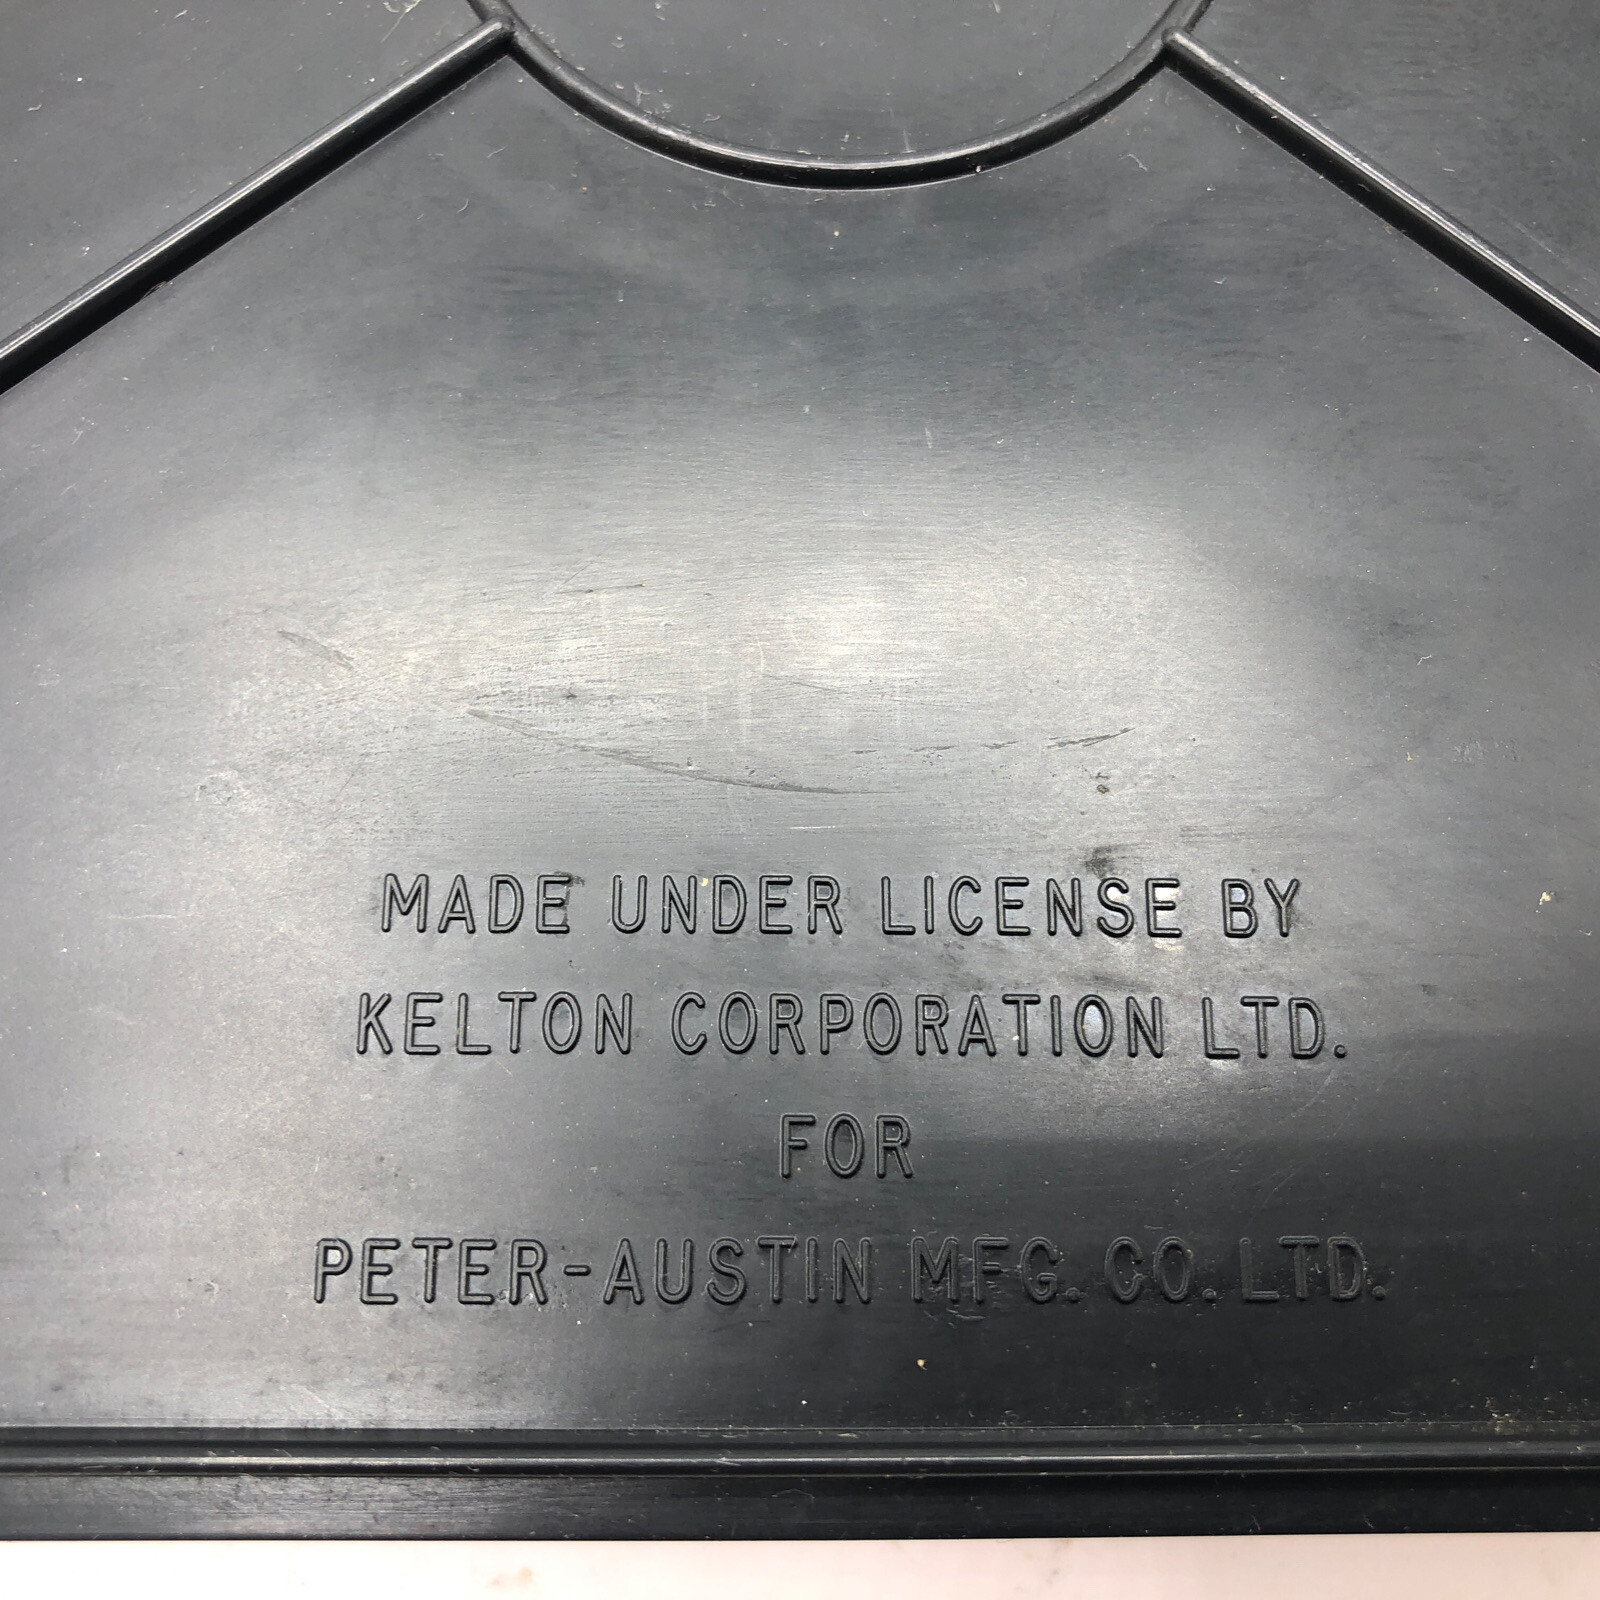 MADE UNDER LICENSE BY
KELTON CORPORATION LTD.
FOR
PETER-AUSTIN MFG. CO. LTD.